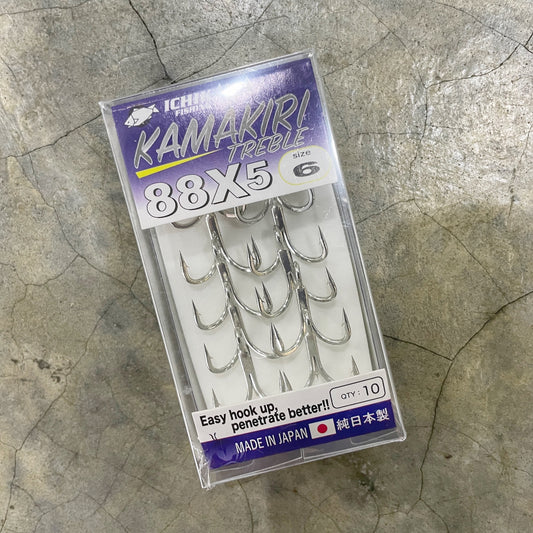 FISHING
KAMAKIRI
TREBLE
88X5
size
6
Easy hook up,
penetrate better!!
QTY : 10
MADE IN JAPAN
純日本製